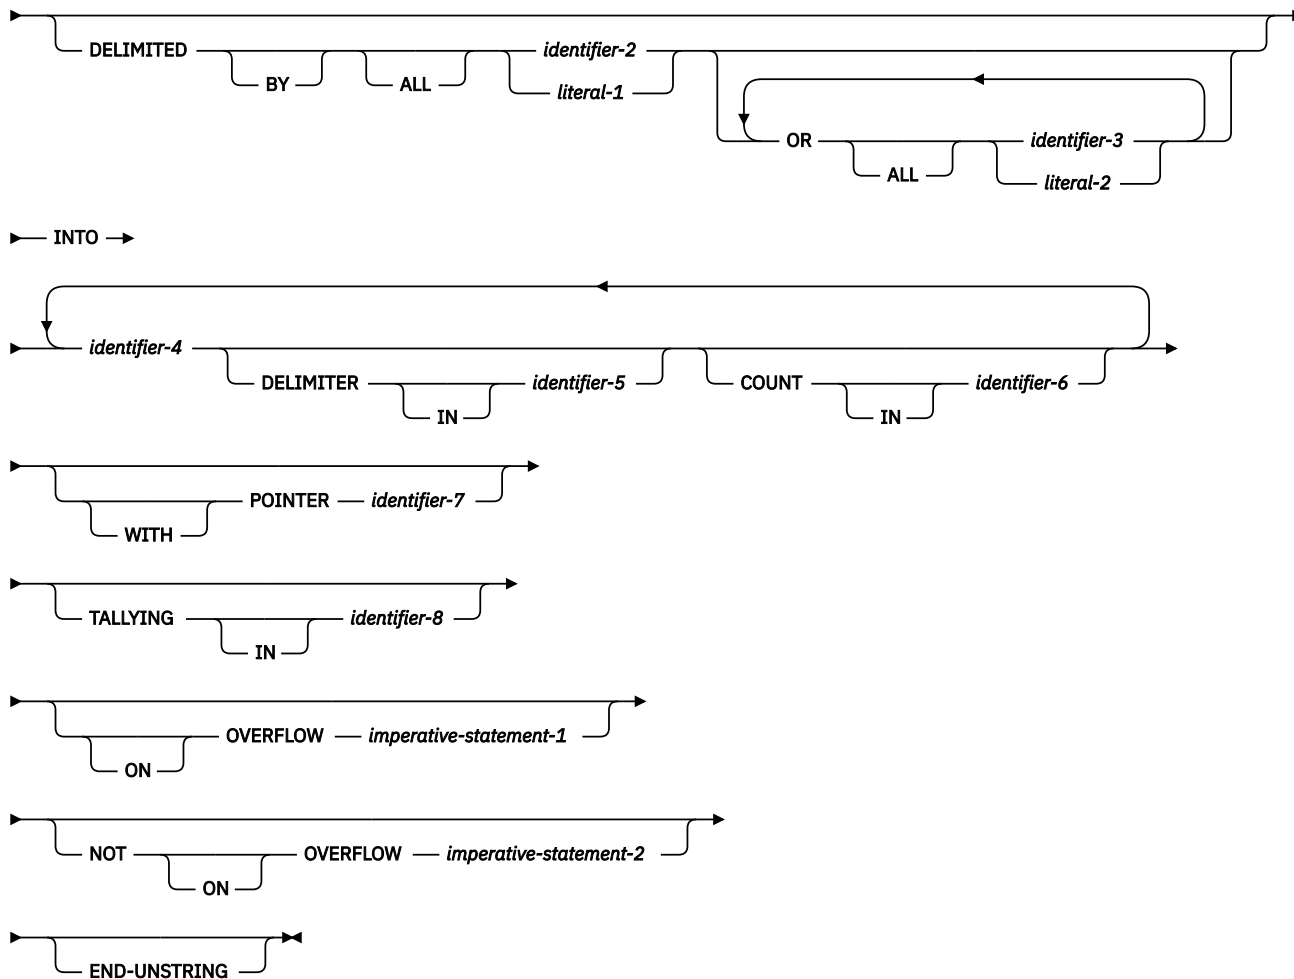 DELIMITED BY ALL identifier-2
literal-1
OR ALL identifier-3
literal-2
INTO
identifier-4 DELIMITER IN identifier-5 COUNT IN identifier-6
WITH POINTER identifier-7
TALLYING IN identifier-8
ON OVERFLOW imperative-statement-1
NOT ON OVERFLOW imperative-statement-2
END-UNSTRING